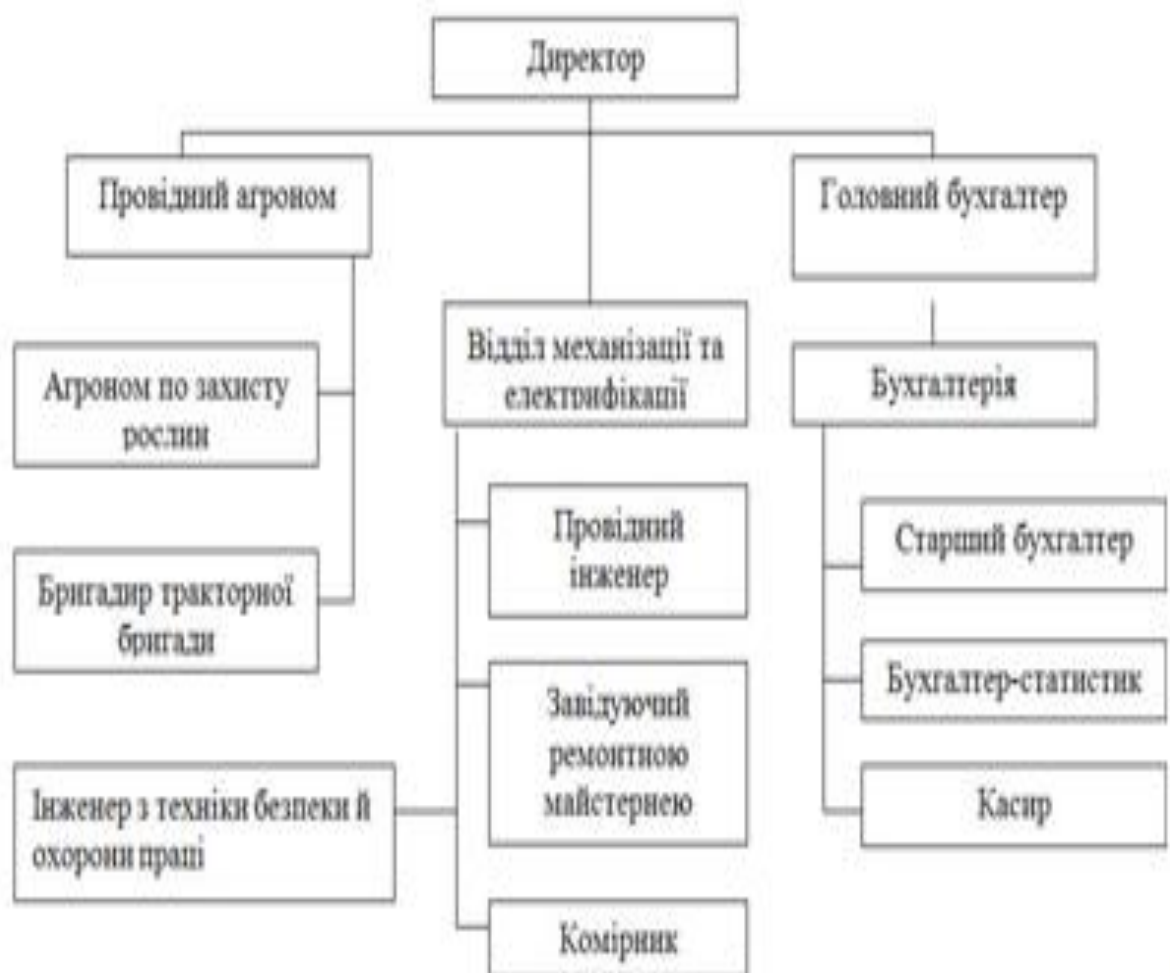 Директор
Провідний агроном
Головний бухгалтер
Відділ механізації та
електрифікації
Бухгалтерія
Агроном по захисту
рослин
Провідний
інженер
Старший бухгалтер
Бригадир тракторної
бригади
Бухгалтер-статистик
Завідуючий
ремонтною
майстернею
Інженер з техніки безпеки й
охорони праці
Касир
Комірник